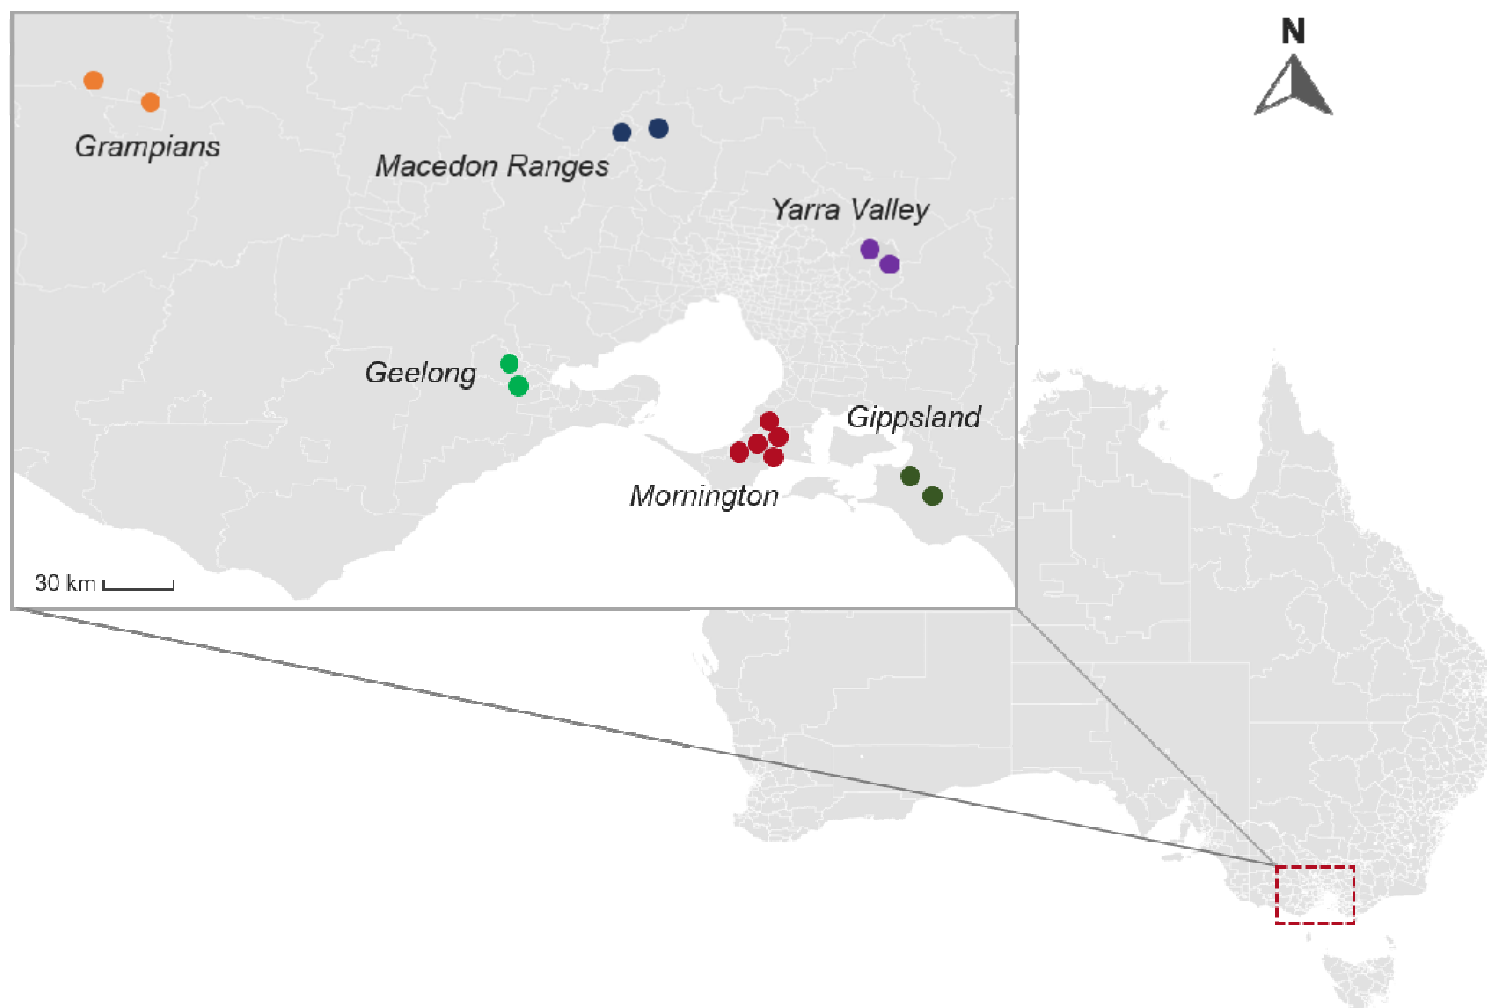 N
Grampians
Macedon Ranges
Yarra Valley
Geelong
Gippsland
Mornington
30 km